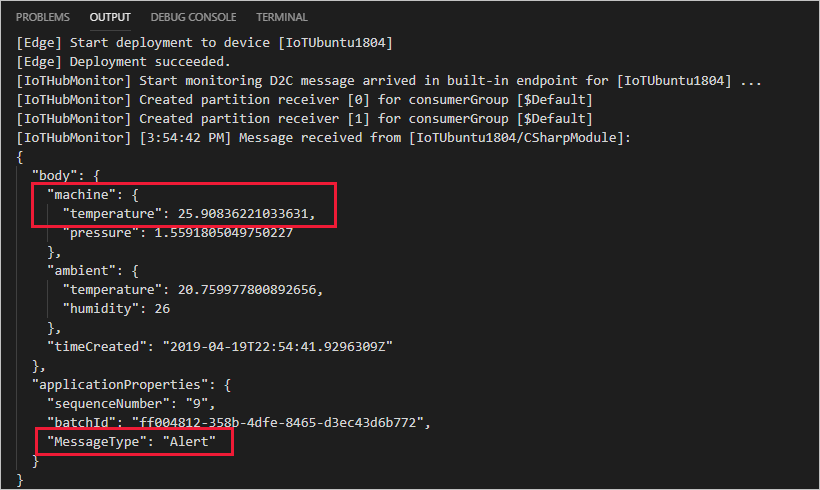 PROBLEMS OUTPUT DEBUG CONSOLE TERMINAL
[Edge] Start deployment to device [IoTUbuntu1804]
[Edge] Deployment succeeded.
[IoTHubMonitor] Start monitoring D2C message arrived in built-in endpoint for [IoTUbuntu1804] ...
[IoTHubMonitor] Created partition receiver [0] for consumerGroup [$Default]
[IoTHubMonitor] Created partition receiver [1] for consumerGroup [$Default]
[IoTHubMonitor] [3:54:42 PM] Message received from [IoTUbuntu1804/CSharpModule]:
{
  "body": {
    "machine": {
      "temperature": 25.90836221033631,
      "pressure": 1.5591805049750227
    },
    "ambient": {
      "temperature": 20.759977800892656,
      "humidity": 26
    },
    "timeCreated": "2019-04-19T22:54:41.9296309Z"
  },
  "applicationProperties": {
    "sequenceNumber": "9",
    "batchId": "ff004812-358b-4dfe-8465-d3ec43d6b772",
    "MessageType": "Alert"
  }
}